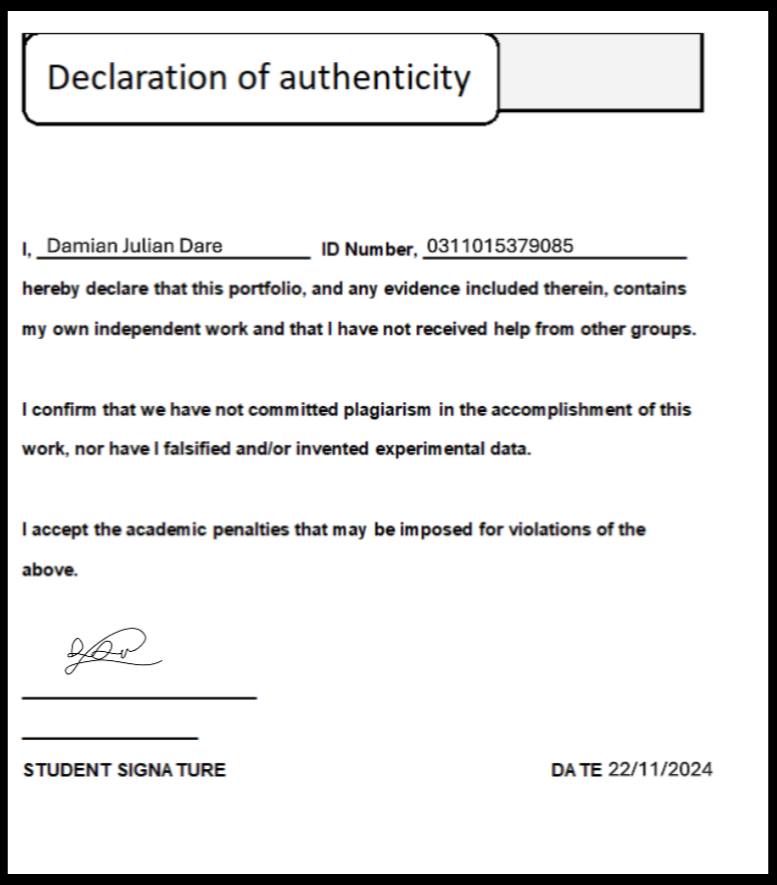 Declaration of authenticity
I, Damian Julian Dare ID Number, 0311015379085
hereby declare that this portfolio, and any evidence included therein, contains
my own independent work and that I have not received help from other groups.
I confirm that we have not committed plagiarism in the accomplishment of this
work, nor have I falsified and/or invented experimental data.
I accept the academic penalties that may be imposed for violations of the
above.
STUDENT SIGNATURE DATE 22/11/2024